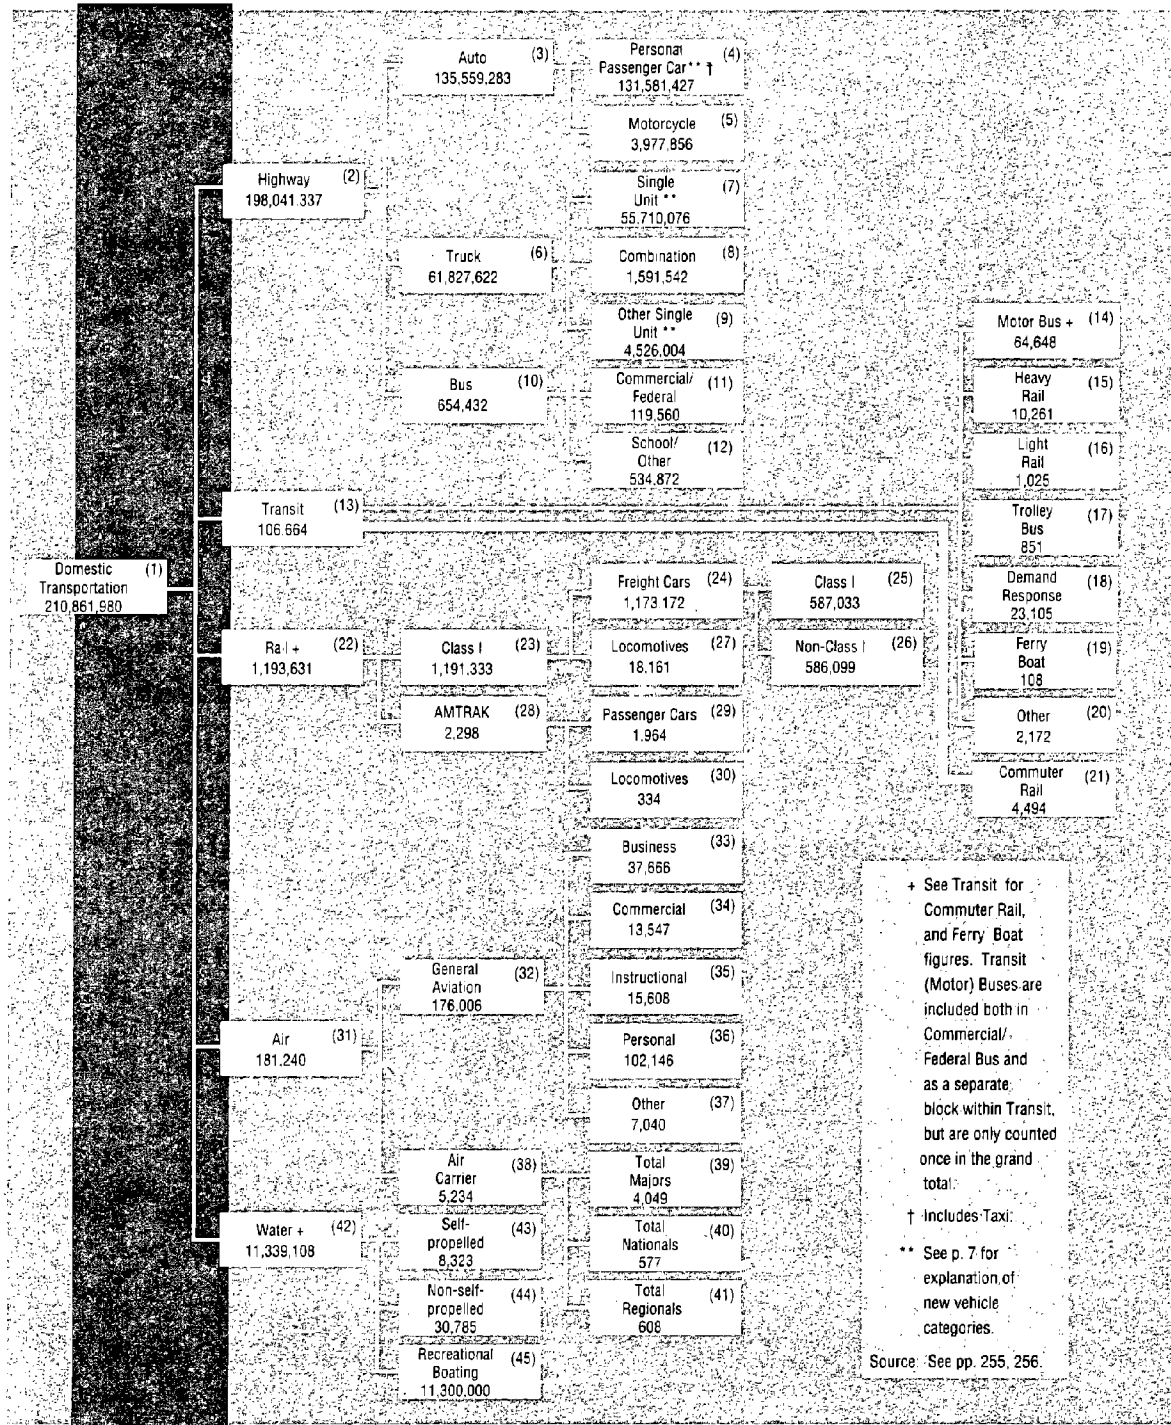 Auto (3)
135,559,283
Personal (4)
Passenger Car** †
131,581,427
Motorcycle (5)
3,977,856
Highway (2)
198,041,337
Single (7)
Unit **
55,710,076
Truck (6)
61,827,622
Combination (8)
1,591,542
Other Single (9)
Unit **
4,526,004
Bus (10)
654,432
Commercial/ (11)
Federal
119,560
School/ (12)
Other
534,872
Motor Bus + (14)
64,648
Heavy (15)
Rail
10,261
Light (16)
Rail
1,025
Transit (13)
106,664
Trolley (17)
Bus
851
Domestic (1)
Transportation
210,861,980
Demand (18)
Response
23,105
Ferry (19)
Boat
108
Other (20)
2,172
Commuter (21)
Rail
4,494
Rail + (22)
1,193,631
Class I (23)
1,191,333
Freight Cars (24)
1,173,172
Class I (25)
587,033
Non-Class I (26)
586,099
Locomotives (27)
18,161
AMTRAK (28)
2,298
Passenger Cars (29)
1,964
Locomotives (30)
334
Air (31)
181,240
General (32)
Aviation
176,006
Business (33)
37,666
Commercial (34)
13,547
Instructional (35)
15,608
Personal (36)
102,146
Other (37)
7,040
Air (38)
Carrier
5,234
Total (39)
Majors
4,049
Total (40)
Nationals
577
Total (41)
Regionals
608
Water + (42)
11,339,108
Self- (43)
propelled
8,323
Non-self- (44)
propelled
30,785
Recreational (45)
Boating
11,300,000
+ See Transit for
Commuter Rail,
and Ferry Boat
figures. Transit
(Motor) Buses are
included both in
Commercial/
Federal Bus and
as a separate
block within Transit,
but are only counted
once in the grand
total.
† Includes Taxi.
** See p. 7 for
explanation of
new vehicle
categories.
Source: See pp. 255, 256.